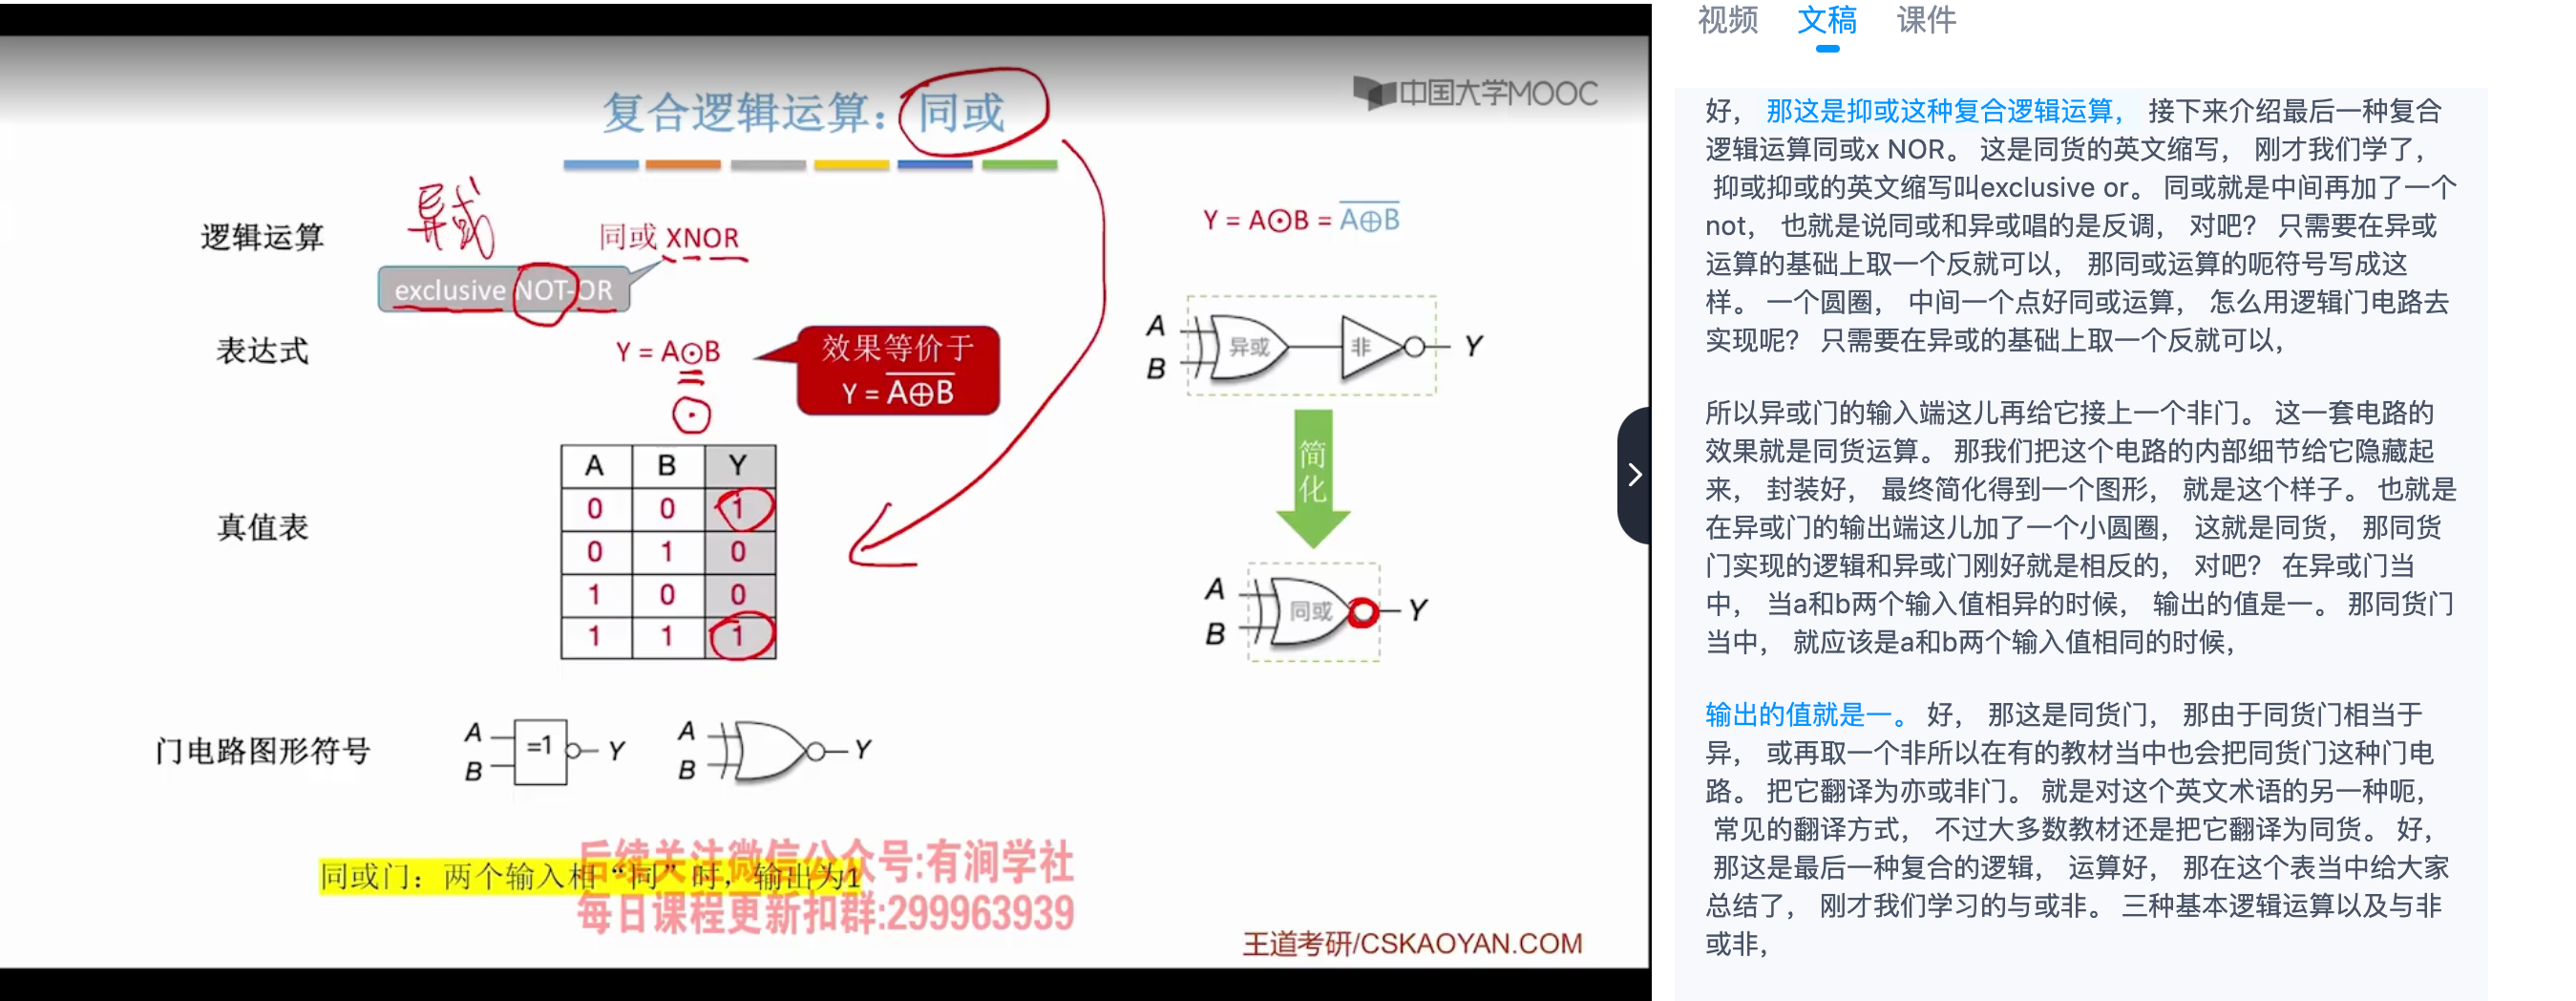 复合逻辑运算：同或
中国大学MOOC
异或
逻辑运算
同或 XNOR
exclusive NOT-OR
表达式
Y = A⊙B
效果等价于
Y = \overline{A⊕B}
⊙
真值表
A B Y
0 0 1
0 1 0
1 0 0
1 1 1
门电路图形符号
A
B
=1
Y
A
B
Y
同或门：两个输入相“同”时，输出为1
后续关注微信公众号:有涧学社
每日课程更新扣群:299963939
Y = A⊙B = \overline{A⊕B}
A
B
异或
非
Y
简
化
A
B
同或
Y
王道考研/CSKAOYAN.COM
视频 文稿 课件
好， 那这是抑或这种复合逻辑运算， 接下来介绍最后一种复合
逻辑运算同或x NOR。 这是同货的英文缩写， 刚才我们学了，
抑或抑或的英文缩写叫exclusive or。 同或就是中间再加了一个
not， 也就是说同或和异或唱的是反调， 对吧？ 只需要在异或
运算的基础上取一个反就可以， 那同或运算的呃符号写成这
样。 一个圆圈， 中间一个点好同或运算， 怎么用逻辑门电路去
实现呢？ 只需要在异或的基础上取一个反就可以，
所以异或门的输入端这儿再给它接上一个非门。 这一套电路的
效果就是同货运算。 那我们把这个电路的内部细节给它隐藏起
来， 封装好， 最终简化得到一个图形， 就是这个样子。 也就是
在异或门的输出端这儿加了一个小圆圈， 这就是同货， 那同货
门实现的逻辑和异或门刚好就是相反的， 对吧？ 在异或门当
中， 当a和b两个输入值相异的时候， 输出的值是一。 那同货门
当中， 就应该是a和b两个输入值相同的时候，
输出的值就是一。 好， 那这是同货门， 那由于同货门相当于
异， 或再取一个非所以在有的教材当中也会把同货门这种门电
路。 把它翻译为亦或非门。 就是对这个英文术语的另一种呃，
常见的翻译方式， 不过大多数教材还是把它翻译为同货。 好，
那这是最后一种复合的逻辑， 运算好， 那在这个表当中给大家
总结了， 刚才我们学习的与或非。 三种基本逻辑运算以及与非
或非，